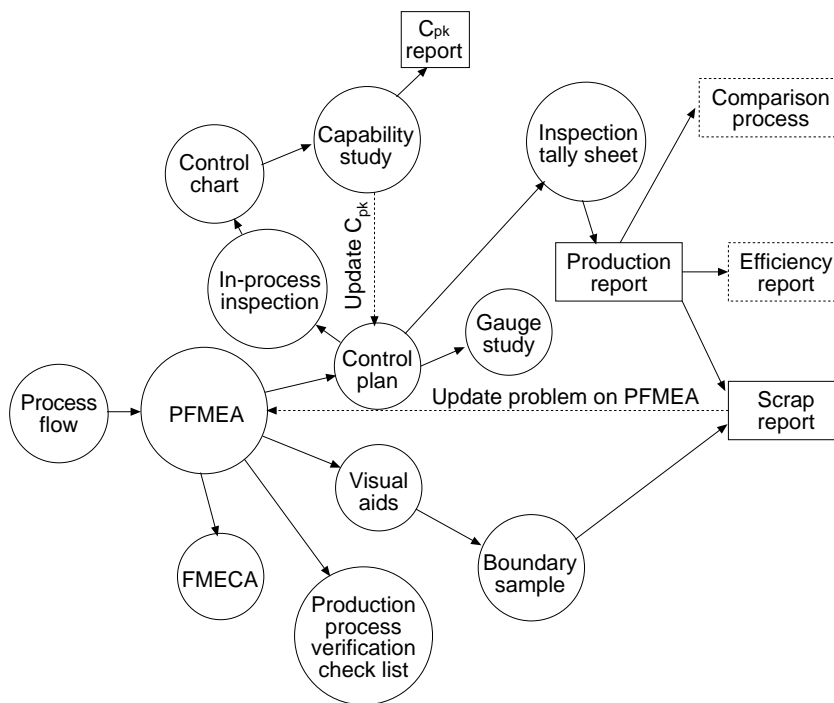 Cpk
report
Comparison
process
Capability
study
Inspection
tally sheet
Control
chart
Update Cpk
In-process
inspection
Production
report
Efficiency
report
Gauge
study
Control
plan
Process
flow
PFMEA
Update problem on PFMEA
Scrap
report
Visual
aids
Boundary
sample
FMECA
Production
process
verification
check list